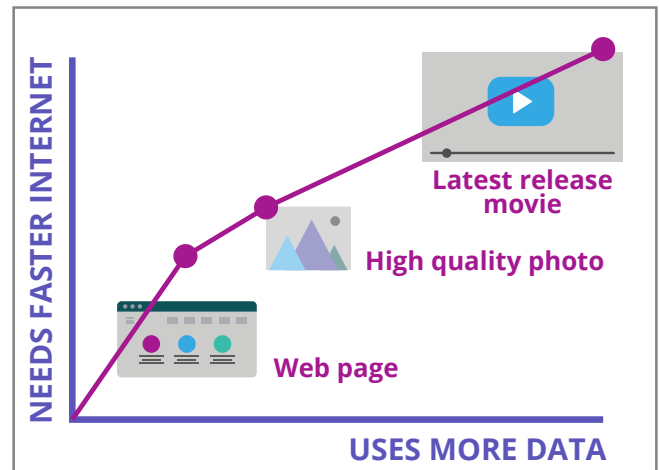 NEEDS FASTER INTERNET
Latest release
movie
High quality photo
Web page
USES MORE DATA